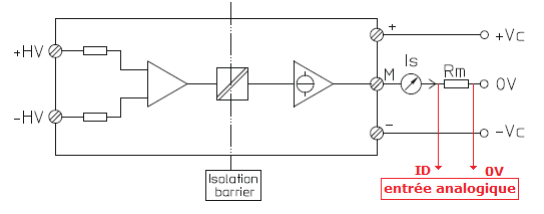 +
+Vc
+HV
Is
M
Rm
0V
-HV
-
-Vc
ID
0V
Isolation
barrier
entrée analogique